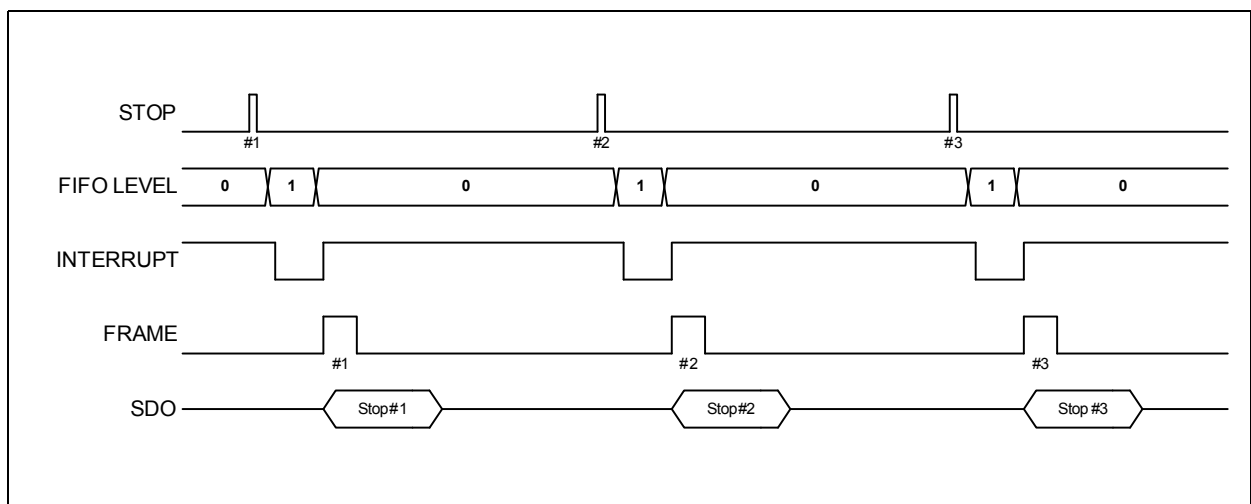 STOP
#1 #2 #3
FIFO LEVEL 0 1 0 1 0 1 0
INTERRUPT
FRAME
#1 #2 #3
SDO Stop#1 Stop#2 Stop #3